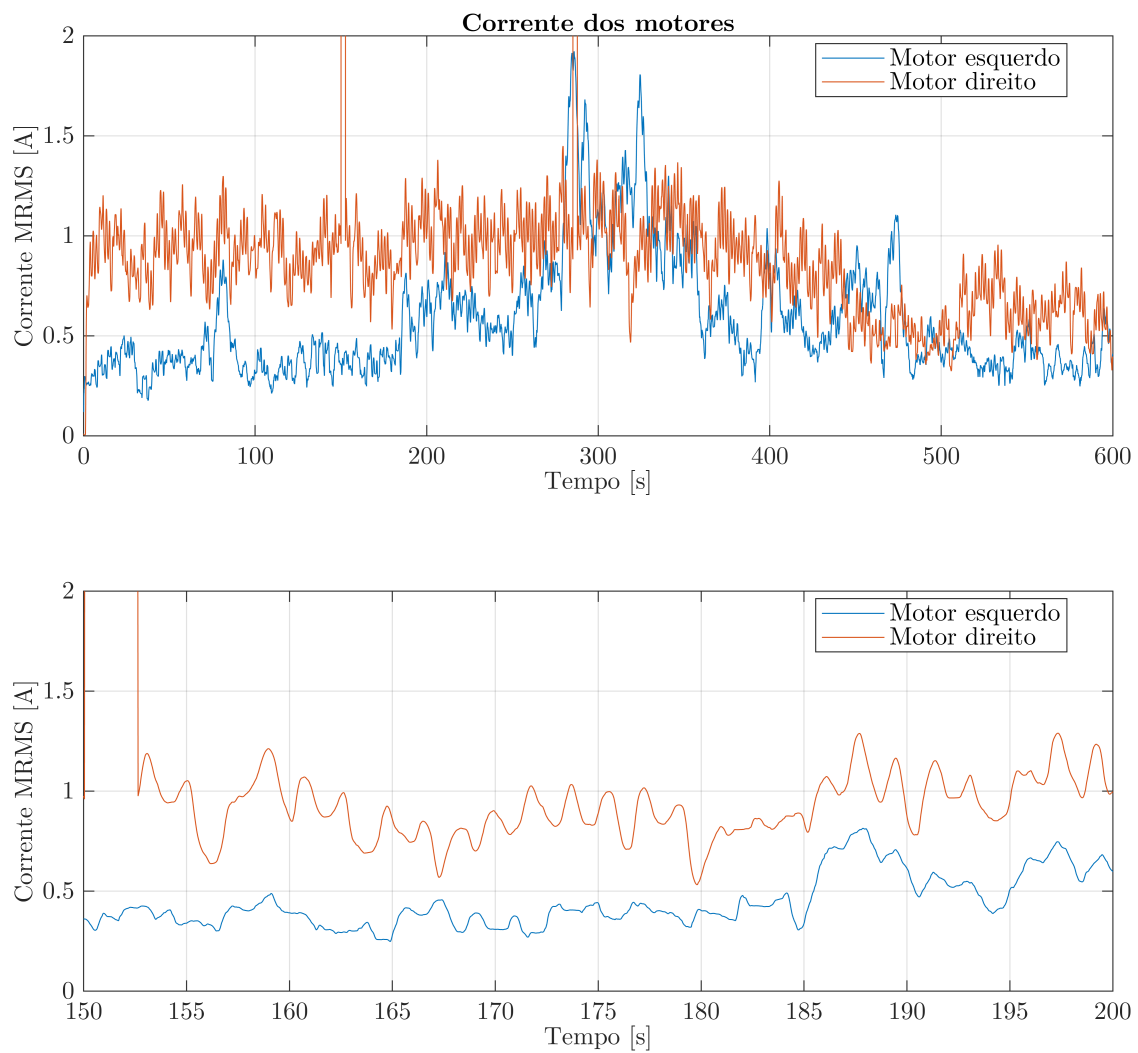 Corrente dos motores
2
1.5
1
0.5
0
Corrente MRMS [A]
Motor esquerdo
Motor direito
0 100 200 300 400 500 600
Tempo [s]
2
1.5
1
0.5
0
Corrente MRMS [A]
Motor esquerdo
Motor direito
150 155 160 165 170 175 180 185 190 195 200
Tempo [s]